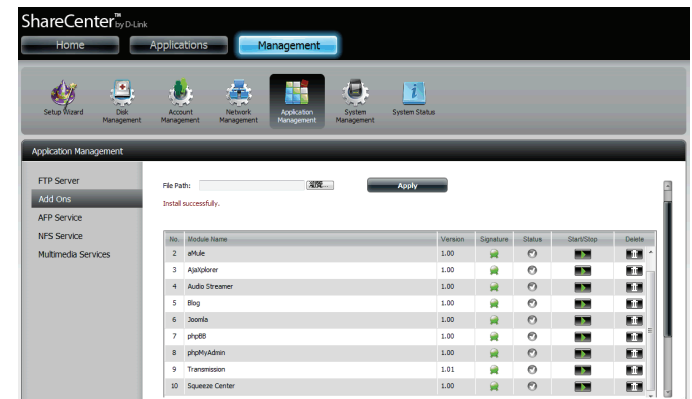 ShareCenter™ by D-Link
Home Applications Management
Setup Wizard Disk Management Account Management Network Management Application Management System Management System Status
Application Management
FTP Server
Add Ons
AFP Service
NFS Service
Multimedia Services
File Path: Apply
Install successfully.
No. Module Name Version Signature Status Start/Stop Delete
2 aMule 1.00
3 AjaXplorer 1.00
4 Audio Streamer 1.00
5 Blog 1.00
6 Joomla 1.00
7 phpBB 1.00
8 phpMyAdmin 1.00
9 Transmission 1.01
10 Squeeze Center 1.00